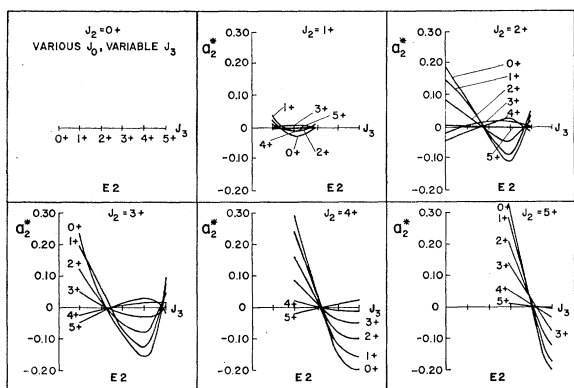 J₂=0+
VARIOUS J₀, VARIABLE J₃
J₃
0+ 1+ 2+ 3+ 4+ 5+
E2
a₂*
J₂=1+
0.30
0.20
0.10
0
-0.10
-0.20
1+
3+
5+
4+
0+
2+
J₃
E2
a₂*
J₂=2+
0.30
0.20
0.10
0
-0.10
-0.20
0+
1+
2+
3+
4+
5+
J₃
E2
a₂*
J₂=3+
0.30
0.20
0.10
0
-0.10
-0.20
0+
1+
2+
3+
4+
5+
J₃
E2
a₂*
J₂=4+
0.30
0.20
0.10
0
-0.10
-0.20
4+
5+
J₃
3+
2+
1+
0+
E2
a₂*
J₂=5+
0.30
0.20
0.10
0
-0.10
-0.20
0+
1+
2+
3+
4+
5+
J₃
3+
E2